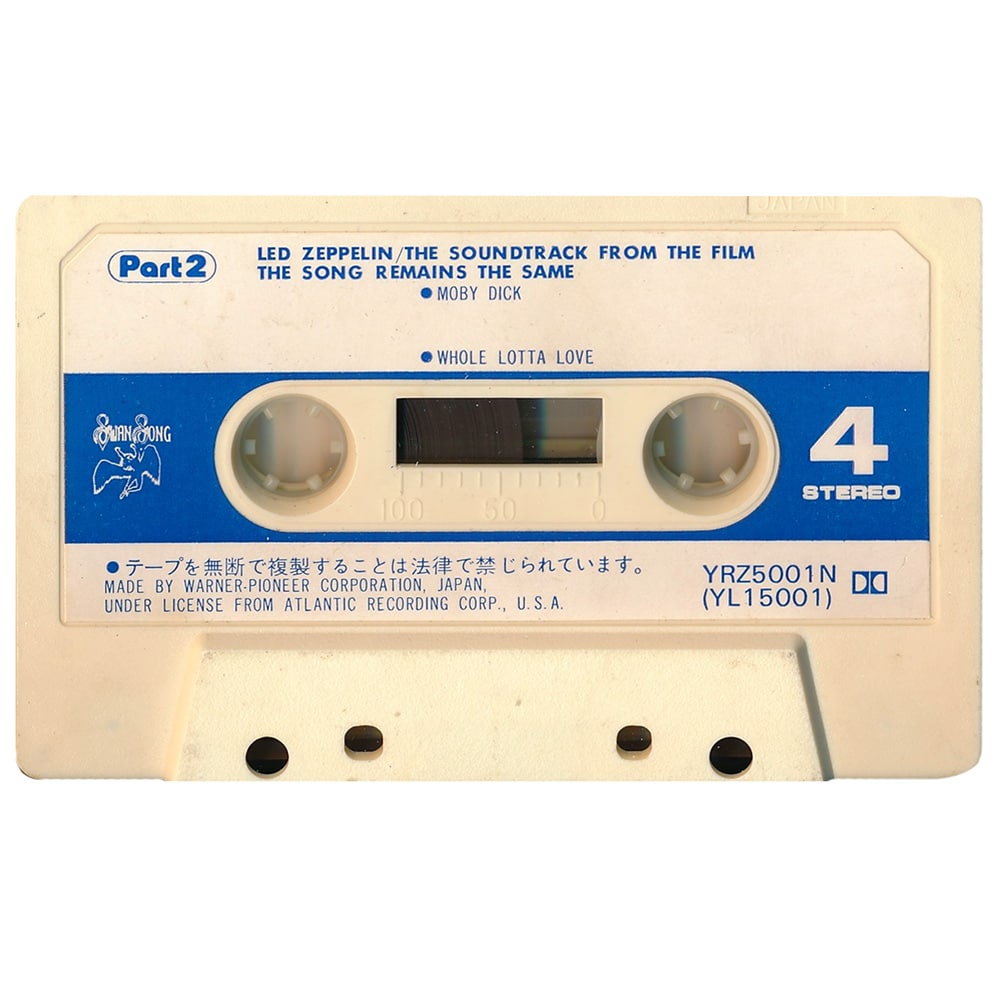 JAPAN
Part 2
LED ZEPPELIN/THE SOUNDTRACK FROM THE FILM
THE SONG REMAINS THE SAME
●MOBY DICK
●WHOLE LOTTA LOVE
SWAN SONG
4
STEREO
100 50 0
●テープを無断で複製することは法律で禁じられています。
MADE BY WARNER-PIONEER CORPORATION, JAPAN,
UNDER LICENSE FROM ATLANTIC RECORDING CORP., U.S.A.
YRZ5001N
(YL15001)